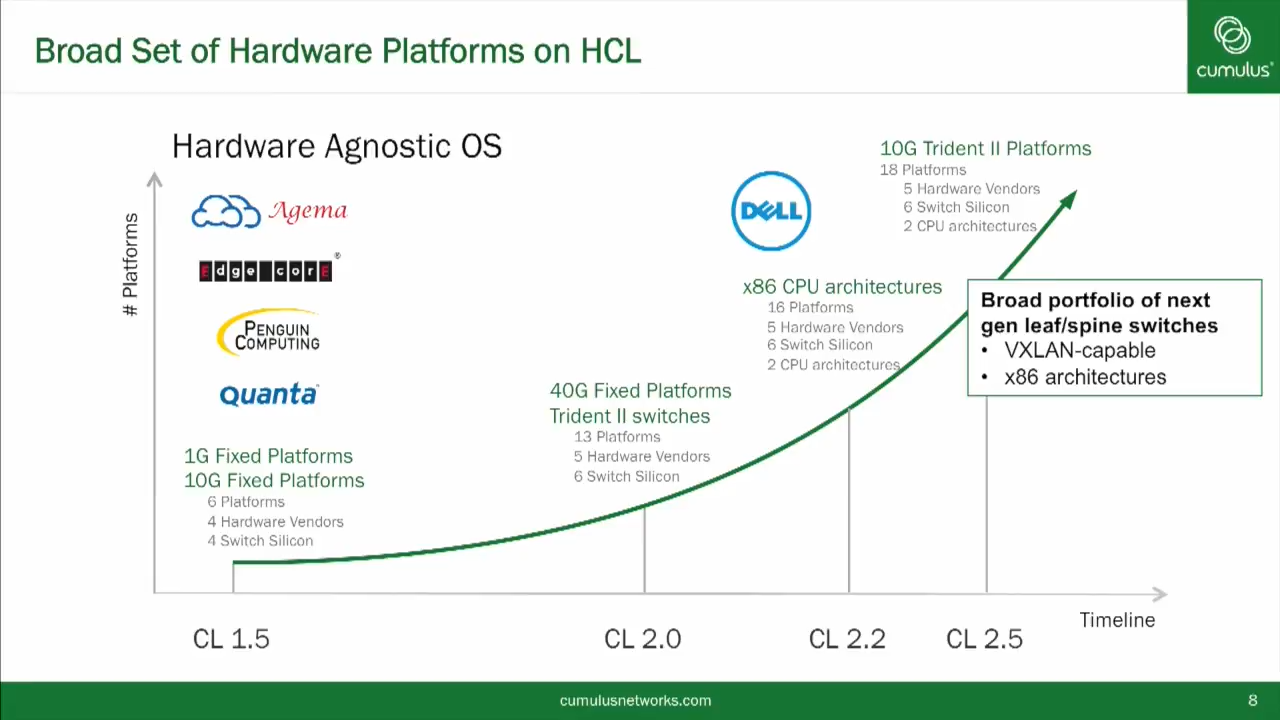 Broad Set of Hardware Platforms on HCL
cumulus®
Hardware Agnostic OS
# Platforms
Agema
Edge-corE®
PENGUIN
COMPUTING
Quanta
1G Fixed Platforms
10G Fixed Platforms
6 Platforms
4 Hardware Vendors
4 Switch Silicon
40G Fixed Platforms
Trident II switches
13 Platforms
5 Hardware Vendors
6 Switch Silicon
DELL
x86 CPU architectures
16 Platforms
5 Hardware Vendors
6 Switch Silicon
2 CPU architectures
10G Trident II Platforms
18 Platforms
5 Hardware Vendors
6 Switch Silicon
2 CPU architectures
Broad portfolio of next
gen leaf/spine switches
• VXLAN-capable
• x86 architectures
Timeline
CL 1.5
CL 2.0
CL 2.2
CL 2.5
cumulusnetworks.com
8